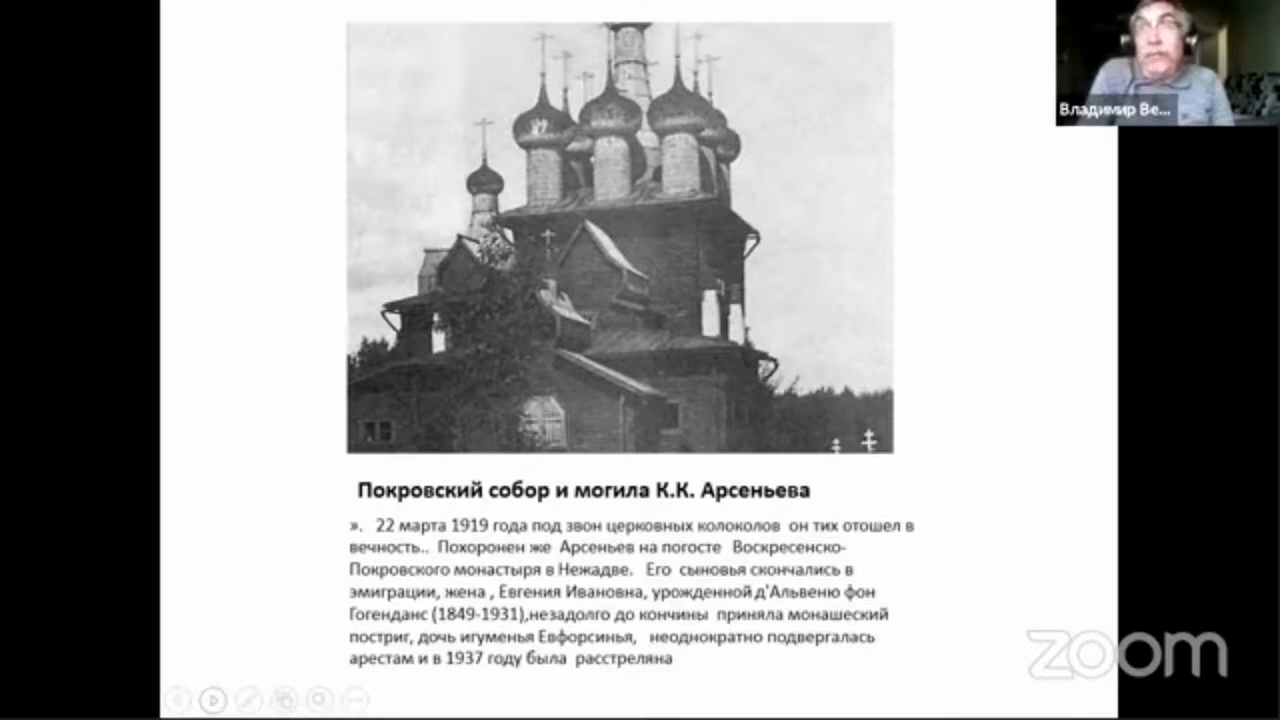 Владимир Ве...
Покровский собор и могила К.К. Арсеньева
». 22 марта 1919 года под звон церковных колоколов он тих отошел в
вечность.. Похоронен же Арсеньев на погосте Воскресенско-
Покровского монастыря в Нежадве. Его сыновья скончались в
эмиграции, жена , Евгения Ивановна, урожденной д'Альвеню фон
Гогенданс (1849-1931),незадолго до кончины приняла монашеский
постриг, дочь игуменья Евфорсинья, неоднократно подвергалась
арестам и в 1937 году была расстреляна
zoom